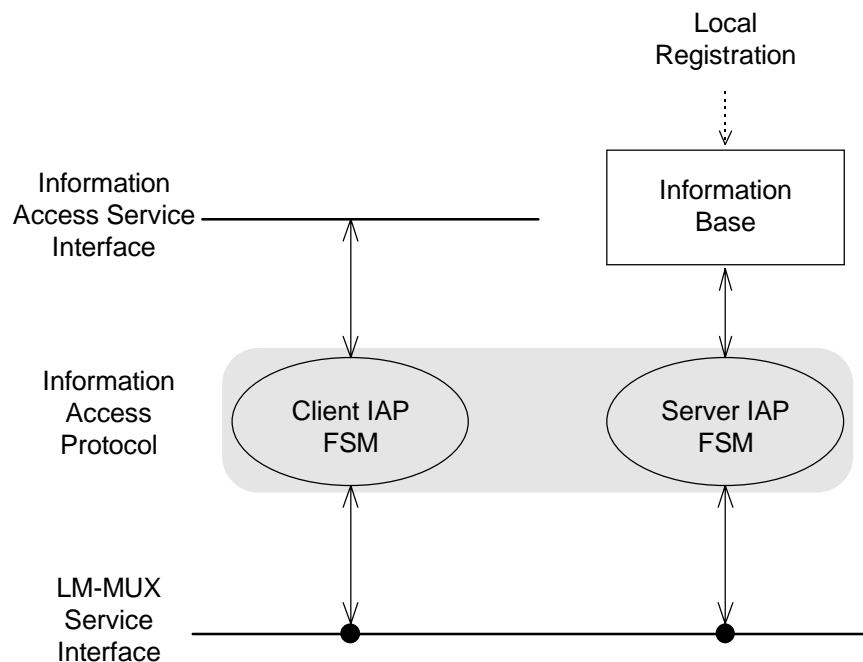 Local
Registration
Information
Access Service
Interface
Information
Base
Information
Access
Protocol
Client IAP
FSM
Server IAP
FSM
LM-MUX
Service
Interface